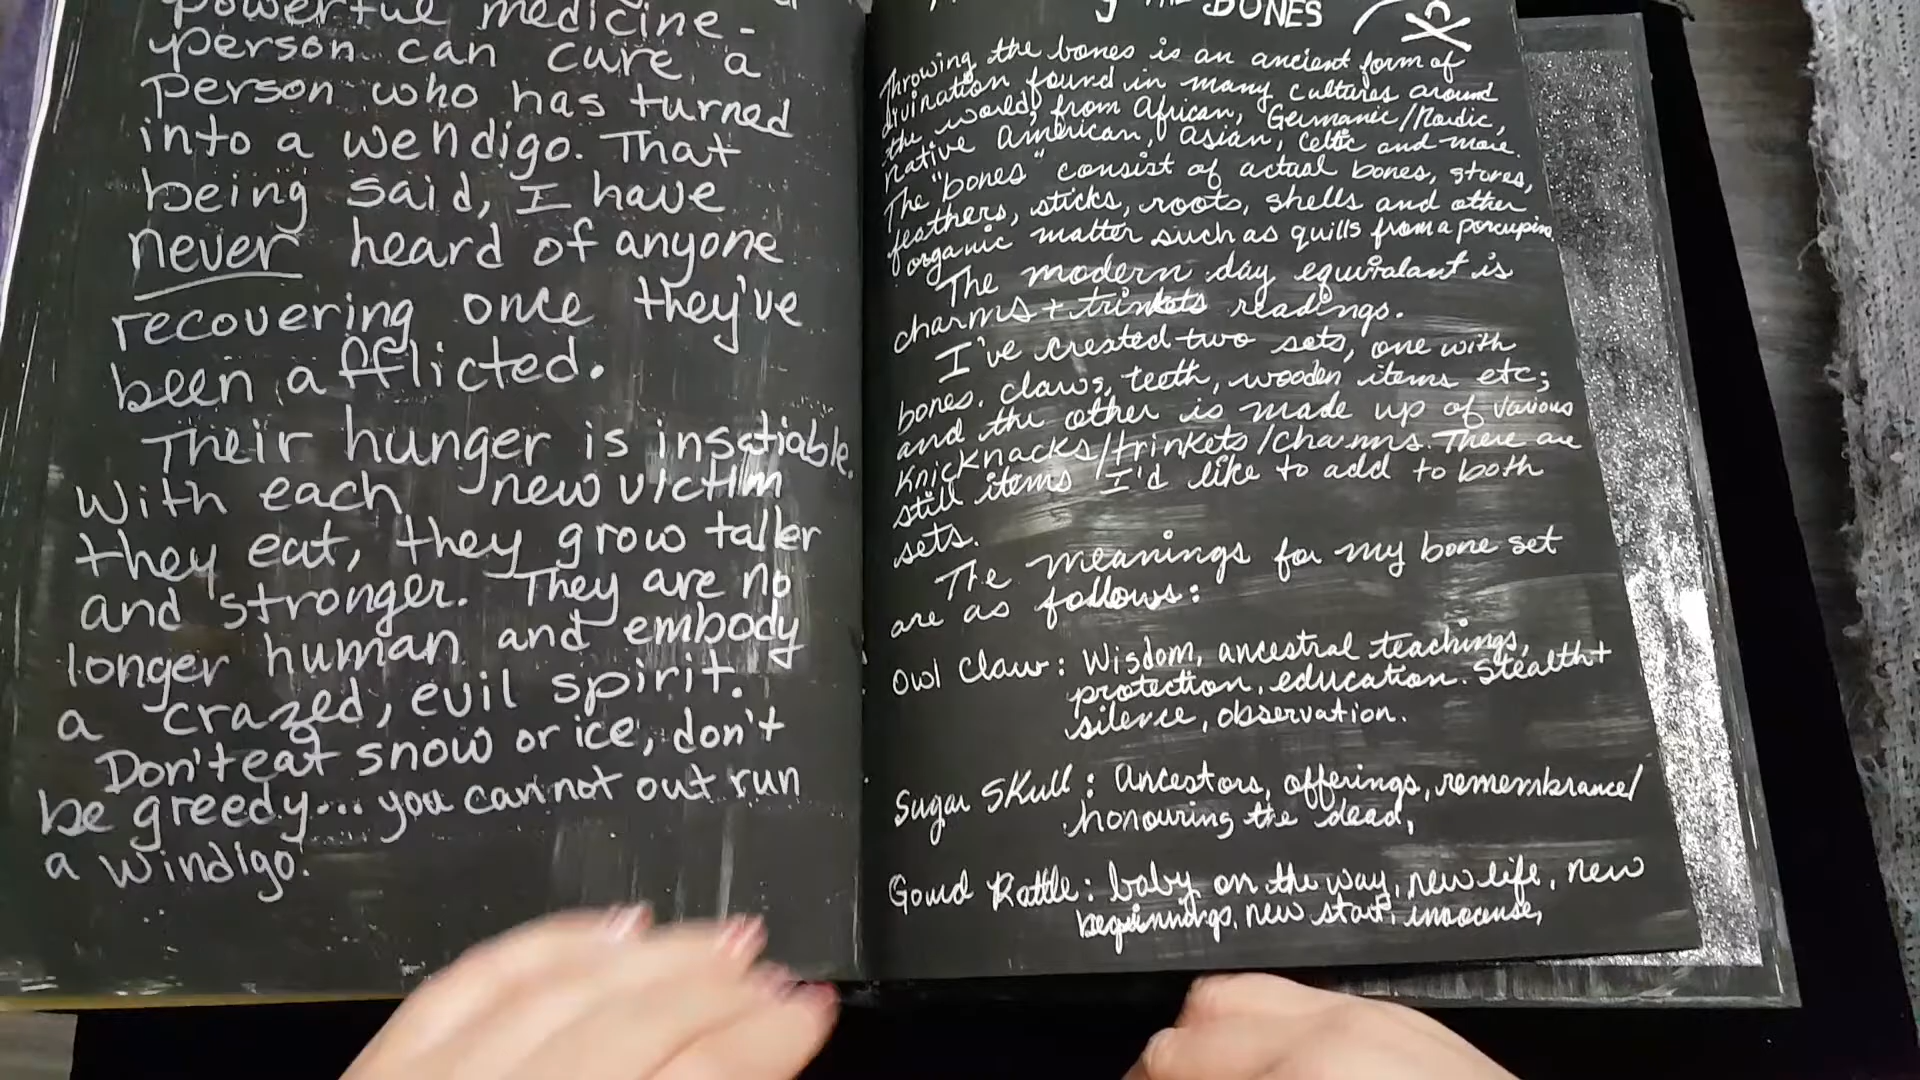 powerful medicine-
person can cure a
person who has turned
into a wendigo. That
being said, I have
never heard of anyone
recovering once they've
been afflicted.
Their hunger is insatiable.
With each new victim
they eat, they grow taller
and stronger. They are no
longer human and embody
a crazed, evil spirit.
Don't eat snow or ice, don't
be greedy... you cannot out run
a windigo.
THE BONES
Throwing the bones is an ancient form of
divination found in many cultures around
the world, from African, Germanic/Nordic,
native American, Asian, Celtic and more.
The "bones" consist of actual bones, stones,
feathers, sticks, roots, shells and other
organic matter such as quills from a porcupine.
The modern day equivalant is
charms + trinkets readings.
I've created two sets, one with
bones, claws, teeth, wooden items etc;
and the other is made up of various
Knicknacks/trinkets/charms. There are
still items I'd like to add to both
sets.
The meanings for my bone set
are as follows:
Owl Claw: Wisdom, ancestral teachings,
protection, education. Stealth +
silence, observation.
Sugar Skull: Ancestors, offerings, remembrance/
honouring the dead,
Gourd Rattle: baby on the way, new life, new
beginnings, new start,